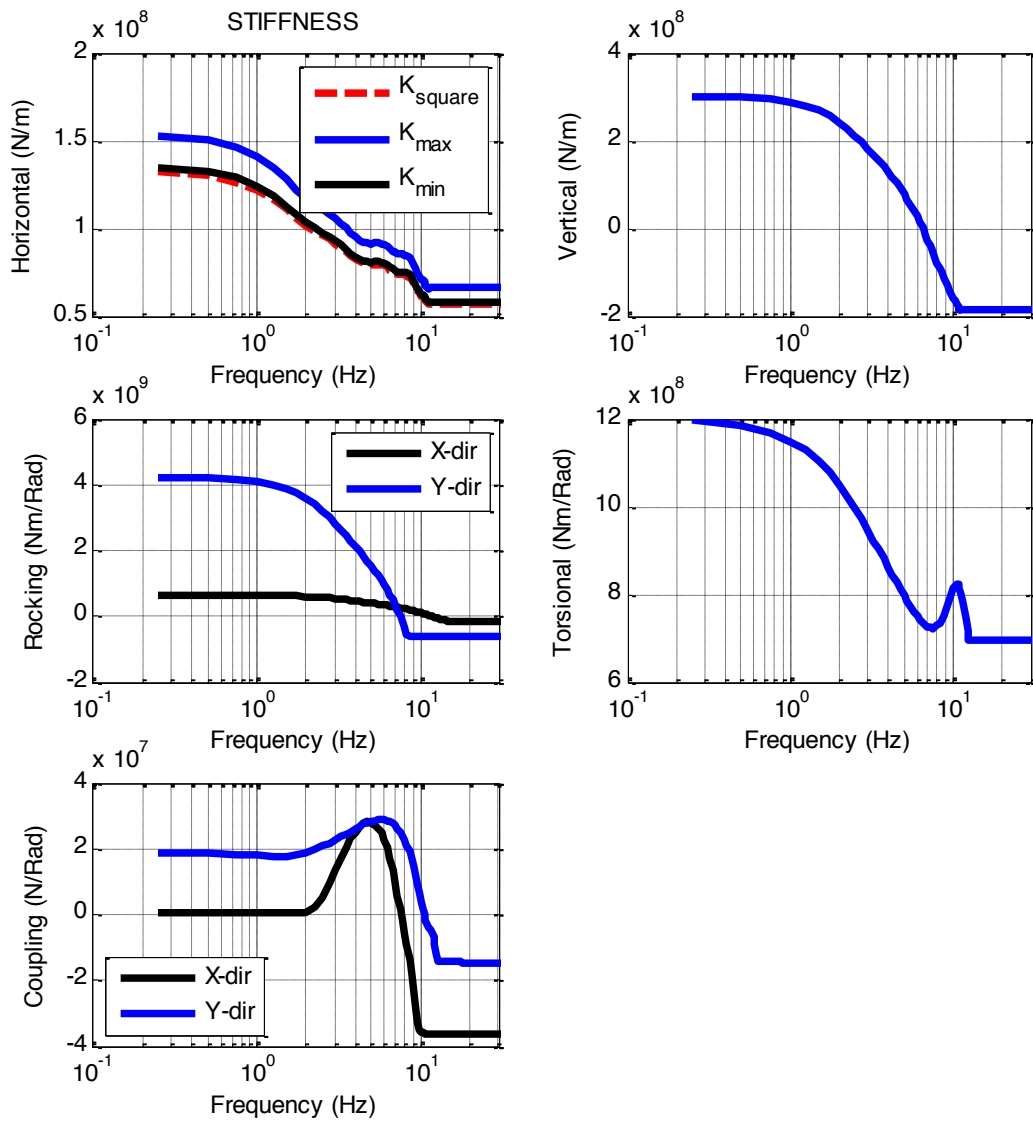 STIFFNESS
x 10^8
2
1.5
1
0.5
Horizontal (N/m)
K_square
K_max
K_min
10^-1
10^0
10^1
Frequency (Hz)
x 10^8
4
2
0
-2
Vertical (N/m)
10^-1
10^0
10^1
Frequency (Hz)
x 10^9
6
4
2
0
-2
Rocking (Nm/Rad)
X-dir
Y-dir
10^-1
10^0
10^1
Frequency (Hz)
x 10^8
12
10
8
6
Torsional (Nm/Rad)
10^-1
10^0
10^1
Frequency (Hz)
x 10^7
4
2
0
-2
-4
Coupling (N/Rad)
X-dir
Y-dir
10^-1
10^0
10^1
Frequency (Hz)